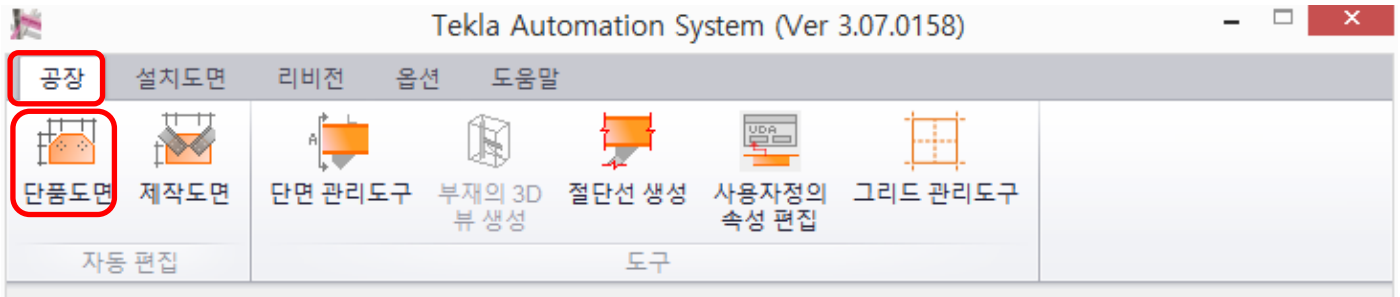 Tekla Automation System (Ver 3.07.0158)
공장 설치도면 리비전 옵션 도움말
A
UDA
단품도면 제작도면 단면 관리도구 부재의 3D 절단선 생성 사용자정의 그리드 관리도구
뷰 생성 속성 편집
자동 편집 도구